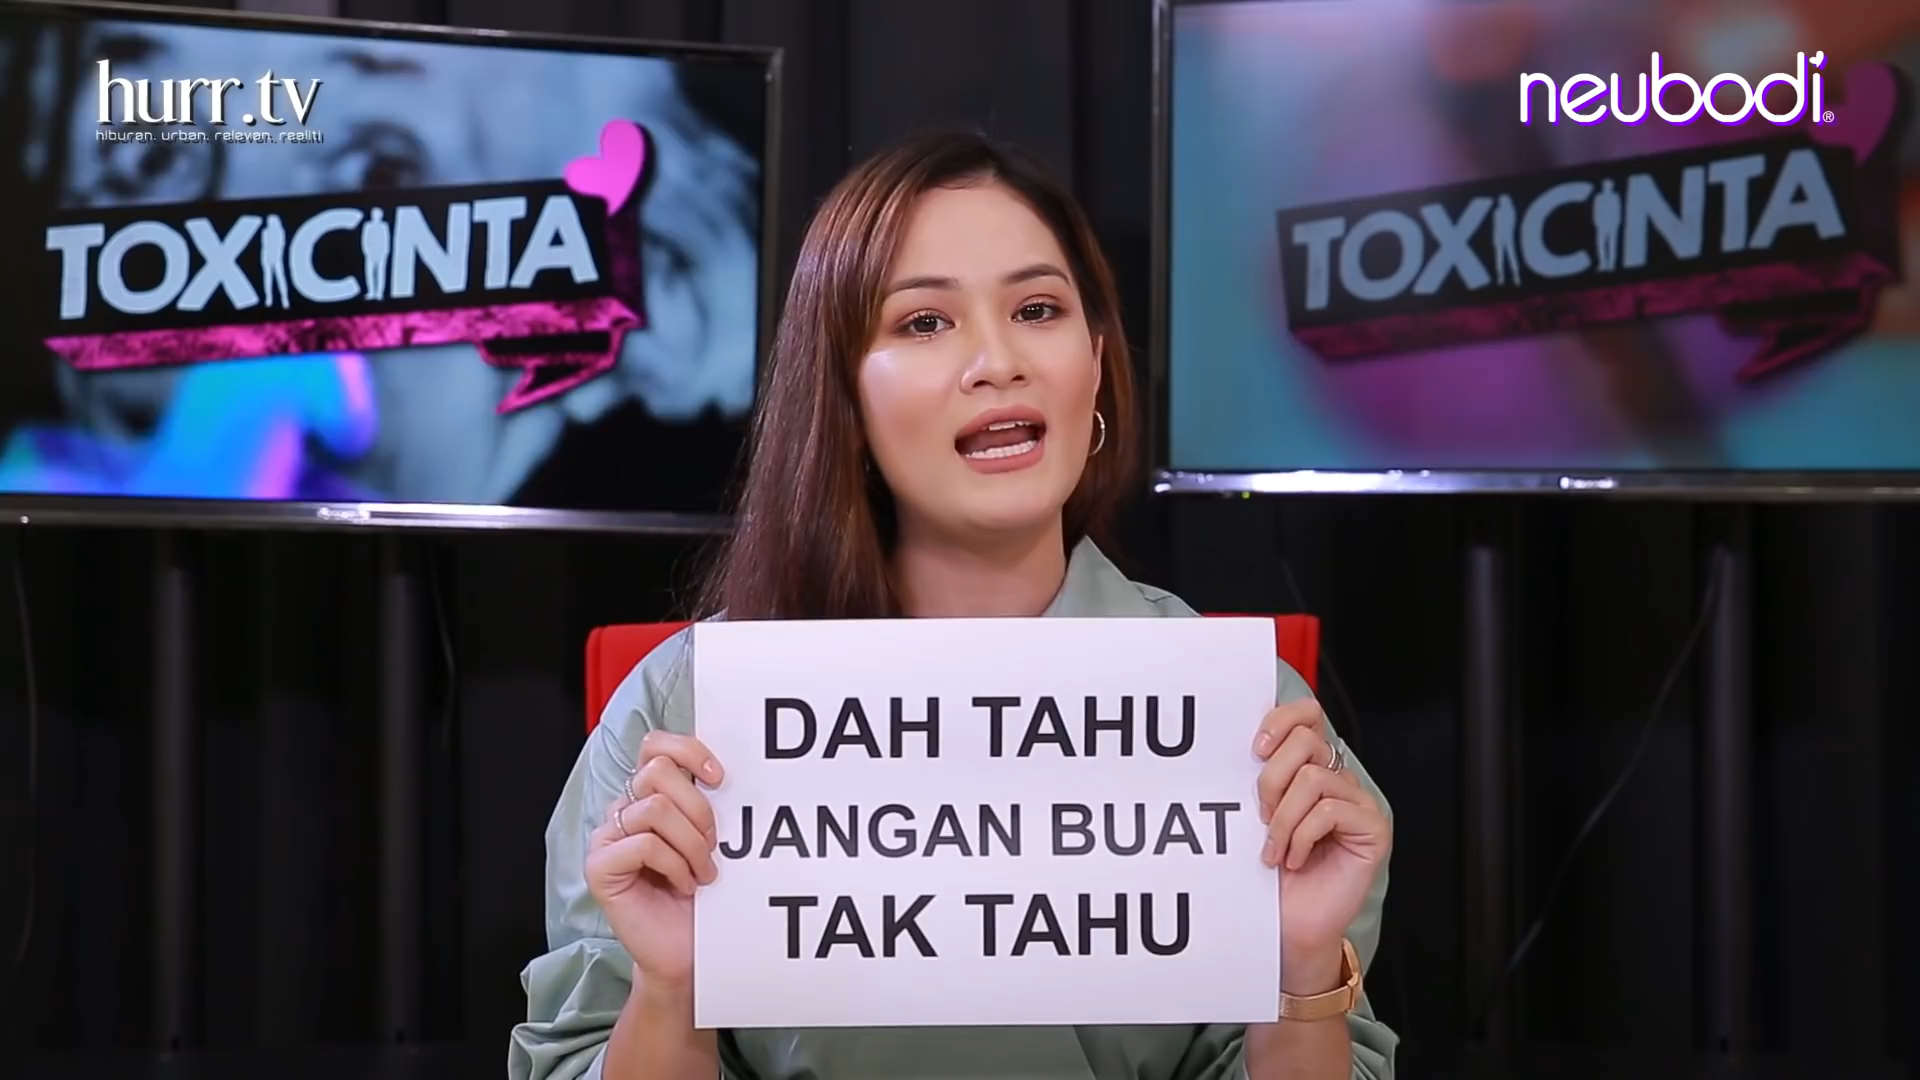 hurr.tv
hiburan. urban. relevan. realiti
neubodi®
TOXICINTA
TOXICINTA
DAH TAHU
JANGAN BUAT
TAK TAHU